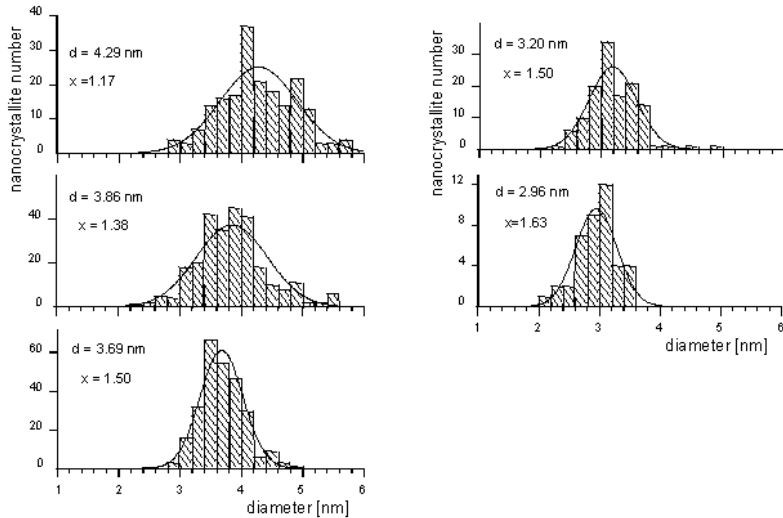 nanocrystallite number
40
30
20
10
0
d = 4.29 nm
x =1.17
40
20
0
d = 3.86 nm
x = 1.38
60
40
20
0
d = 3.69 nm
x = 1.50
1 2 3 4 5 6
diameter [nm]
nanocrystallite number
30
20
10
0
d = 3.20 nm
x = 1.50
12
8
4
0
d = 2.96 nm
x=1.63
1 2 3 4 5 6
diameter [nm]